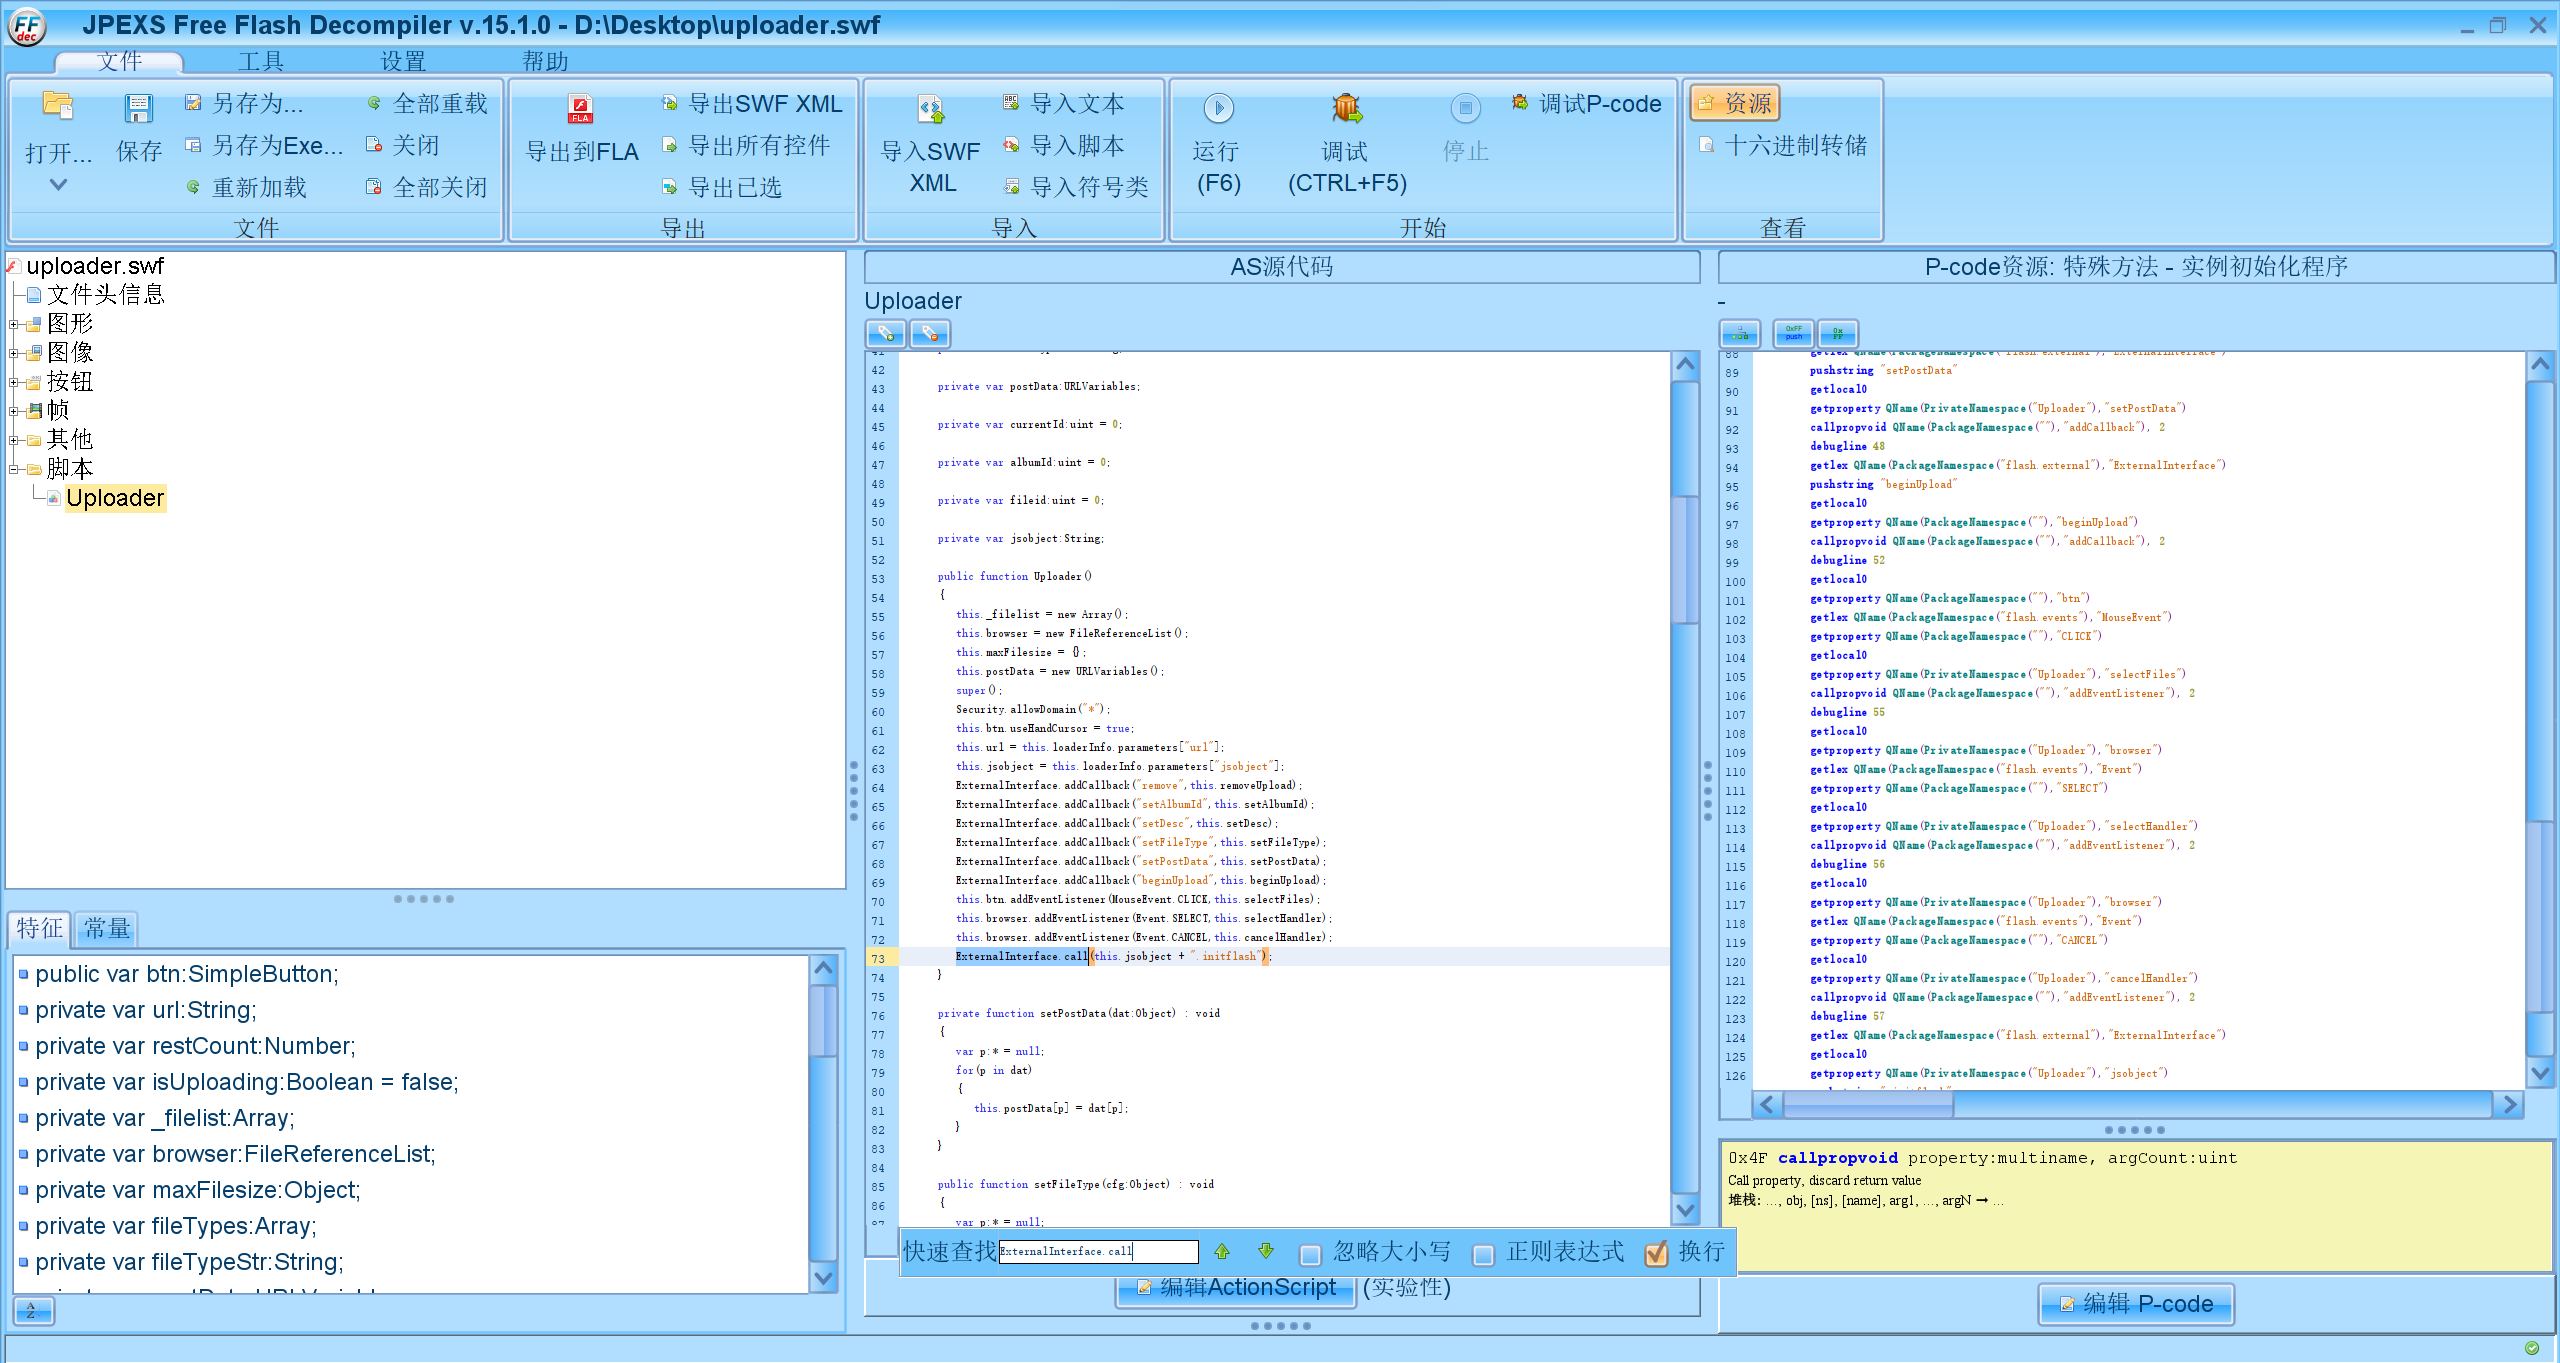 JPEXS Free Flash Decompiler v.15.1.0 - D:\Desktop\uploader.swf
文件 工具 设置 帮助
打开...
保存
另存为...
另存为Exe...
重新加载
全部重载
关闭
全部关闭
文件
导出到FLA
导出SWF XML
导出所有控件
导出已选
导出
导入SWF
XML
导入文本
导入脚本
导入符号类
导入
运行
(F6)
调试
(CTRL+F5)
停止
调试P-code
开始
资源
十六进制转储
查看
uploader.swf
文件头信息
图形
图像
按钮
帧
其他
脚本
Uploader
特征 常量
public var btn:SimpleButton;
private var url:String;
private var restCount:Number;
private var isUploading:Boolean = false;
private var _filelist:Array;
private var browser:FileReferenceList;
private var maxFilesize:Object;
private var fileTypes:Array;
private var fileTypeStr:String;
AS源代码
Uploader
42
43 private var postData:URLVariables;
44
45 private var currentId:uint = 0;
46
47 private var albumId:uint = 0;
48
49 private var fileid:uint = 0;
50
51 private var jsobject:String;
52
53 public function Uploader()
54 {
55 this._filelist = new Array();
56 this.browser = new FileReferenceList();
57 this.maxFilesize = {};
58 this.postData = new URLVariables();
59 super();
60 Security.allowDomain("*");
61 this.btn.useHandCursor = true;
62 this.url = this.loaderInfo.parameters["url"];
63 this.jsobject = this.loaderInfo.parameters["jsobject"];
64 ExternalInterface.addCallback("remove",this.removeUpload);
65 ExternalInterface.addCallback("setAlbumId",this.setAlbumId);
66 ExternalInterface.addCallback("setDesc",this.setDesc);
67 ExternalInterface.addCallback("setFileType",this.setFileType);
68 ExternalInterface.addCallback("setPostData",this.setPostData);
69 ExternalInterface.addCallback("beginUpload",this.beginUpload);
70 this.btn.addEventListener(MouseEvent.CLICK,this.selectFiles);
71 this.browser.addEventListener(Event.SELECT,this.selectHandler);
72 this.browser.addEventListener(Event.CANCEL,this.cancelHandler);
73 ExternalInterface.call(this.jsobject + ".initflash");
74 }
75
76 private function setPostData(dat:Object) : void
77 {
78 var p:* = null;
79 for(p in dat)
80 {
81 this.postData[p] = dat[p];
82 }
83 }
84
85 public function setFileType(cfg:Object) : void
86 {
87 var p:* = null;
快速查找 ExternalInterface.call 忽略大小写 正则表达式 换行
编辑ActionScript (实验性)
P-code资源: 特殊方法 - 实例初始化程序
-
0xFF
push
0x
FF
88 getlex QName(PackageNamespace("flash.external"),"ExternalInterface")
89 pushstring "setPostData"
90 getlocal0
91 getproperty QName(PrivateNamespace("Uploader"),"setPostData")
92 callpropvoid QName(PackageNamespace(""),"addCallback"), 2
93 debugline 48
94 getlex QName(PackageNamespace("flash.external"),"ExternalInterface")
95 pushstring "beginUpload"
96 getlocal0
97 getproperty QName(PackageNamespace(""),"beginUpload")
98 callpropvoid QName(PackageNamespace(""),"addCallback"), 2
99 debugline 52
100 getlocal0
101 getproperty QName(PackageNamespace(""),"btn")
102 getlex QName(PackageNamespace("flash.events"),"MouseEvent")
103 getproperty QName(PackageNamespace(""),"CLICK")
104 getlocal0
105 getproperty QName(PrivateNamespace("Uploader"),"selectFiles")
106 callpropvoid QName(PackageNamespace(""),"addEventListener"), 2
107 debugline 55
108 getlocal0
109 getproperty QName(PrivateNamespace("Uploader"),"browser")
110 getlex QName(PackageNamespace("flash.events"),"Event")
111 getproperty QName(PackageNamespace(""),"SELECT")
112 getlocal0
113 getproperty QName(PrivateNamespace("Uploader"),"selectHandler")
114 callpropvoid QName(PackageNamespace(""),"addEventListener"), 2
115 debugline 56
116 getlocal0
117 getproperty QName(PrivateNamespace("Uploader"),"browser")
118 getlex QName(PackageNamespace("flash.events"),"Event")
119 getproperty QName(PackageNamespace(""),"CANCEL")
120 getlocal0
121 getproperty QName(PrivateNamespace("Uploader"),"cancelHandler")
122 callpropvoid QName(PackageNamespace(""),"addEventListener"), 2
123 debugline 57
124 getlex QName(PackageNamespace("flash.external"),"ExternalInterface")
125 getlocal0
126 getproperty QName(PrivateNamespace("Uploader"),"jsobject")
0x4F callpropvoid property:multiname, argCount:uint
Call property, discard return value
堆栈: ..., obj, [ns], [name], arg1, ..., argN → ...
编辑 P-code